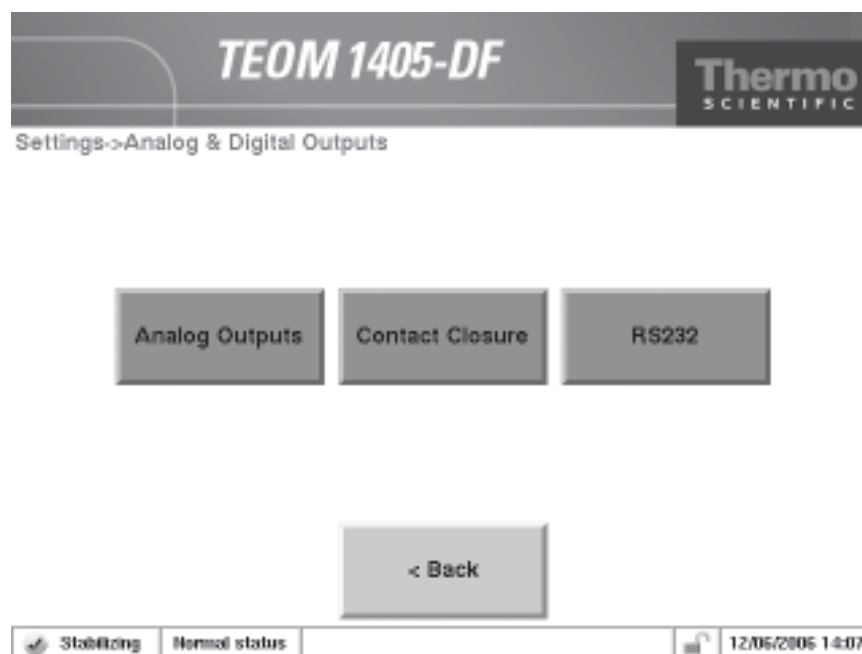 TEOM 1405-DF
Thermo
SCIENTIFIC
Settings->Analog & Digital Outputs
Analog Outputs
Contact Closure
RS232
< Back
Stabilizing
Normal status
12/06/2006 14:07